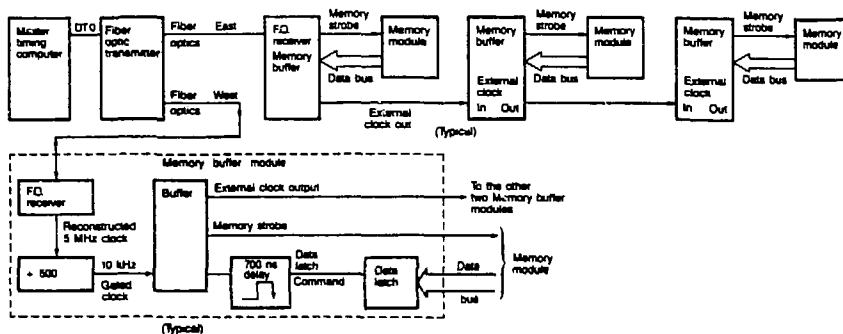 Master
timing
computer
DTO
Fiber
optic
transmitter
Fiber East
optics
Fiber West
optics
F.O.
receiver
Memory
buffer
Memory
strobe
Memory
module
Data bus
External
clock out
Memory
buffer
External
clock
In Out
Memory
strobe
Memory
module
Data bus
(Typical)
Memory
buffer
External
clock
In Out
Memory
strobe
Memory
module
Data bus
Memory buffer module
F.O.
receiver
Reconstructed
5 MHz clock
÷ 500
10 kHz
Gated
clock
Buffer
External clock output
To the other
two Memory buffer
modules
Memory strobe
700 ns
delay
Data
latch
Command
Data
latch
Data
bus
Memory
module
(Typical)